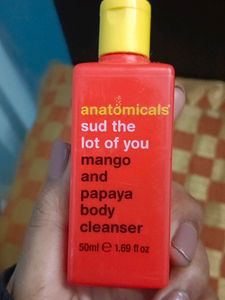 anatomicals
sud the
lot of you
mango
and
papaya
body
cleanser
50ml e 1.69 fl oz